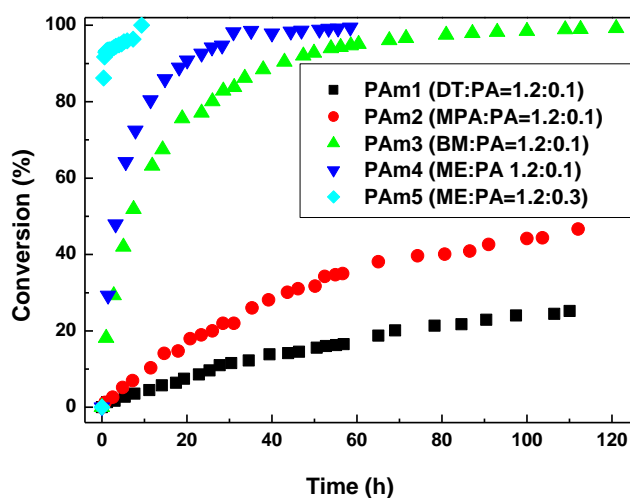 100
80
60
40
20
0
Conversion (%)
PAm1 (DT:PA=1.2:0.1)
PAm2 (MPA:PA=1.2:0.1)
PAm3 (BM:PA=1.2:0.1)
PAm4 (ME:PA 1.2:0.1)
PAm5 (ME:PA=1.2:0.3)
0 20 40 60 80 100 120
Time (h)